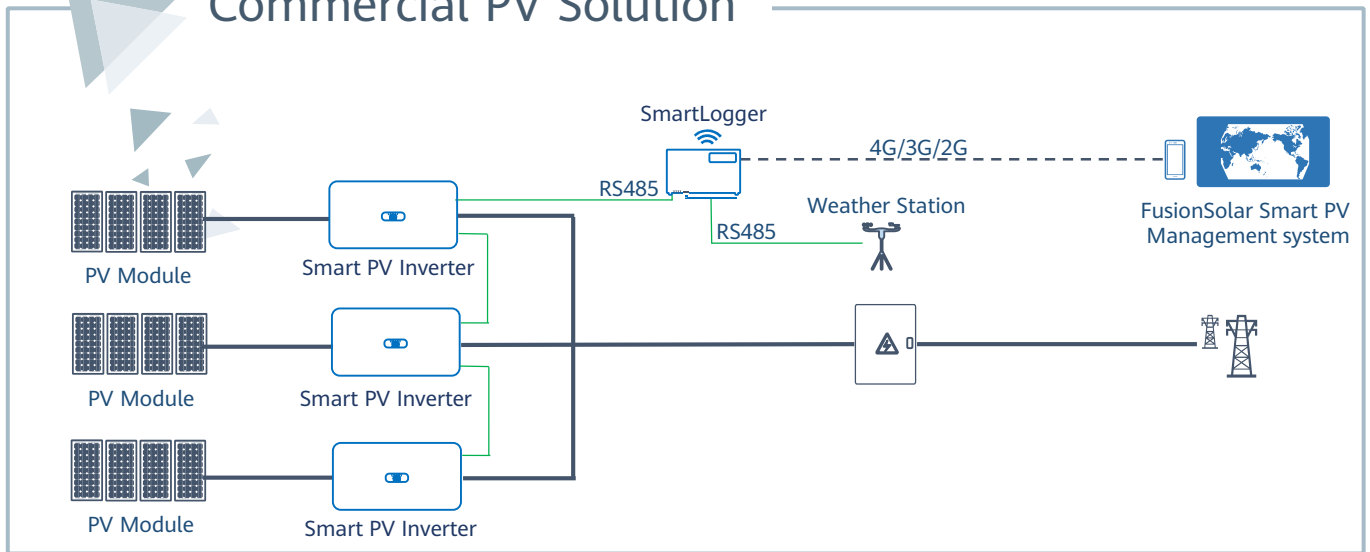 Commercial PV Solution
SmartLogger
4G/3G/2G
RS485
Weather Station
RS485
FusionSolar Smart PV
Management system
PV Module
Smart PV Inverter
PV Module
Smart PV Inverter
PV Module
Smart PV Inverter